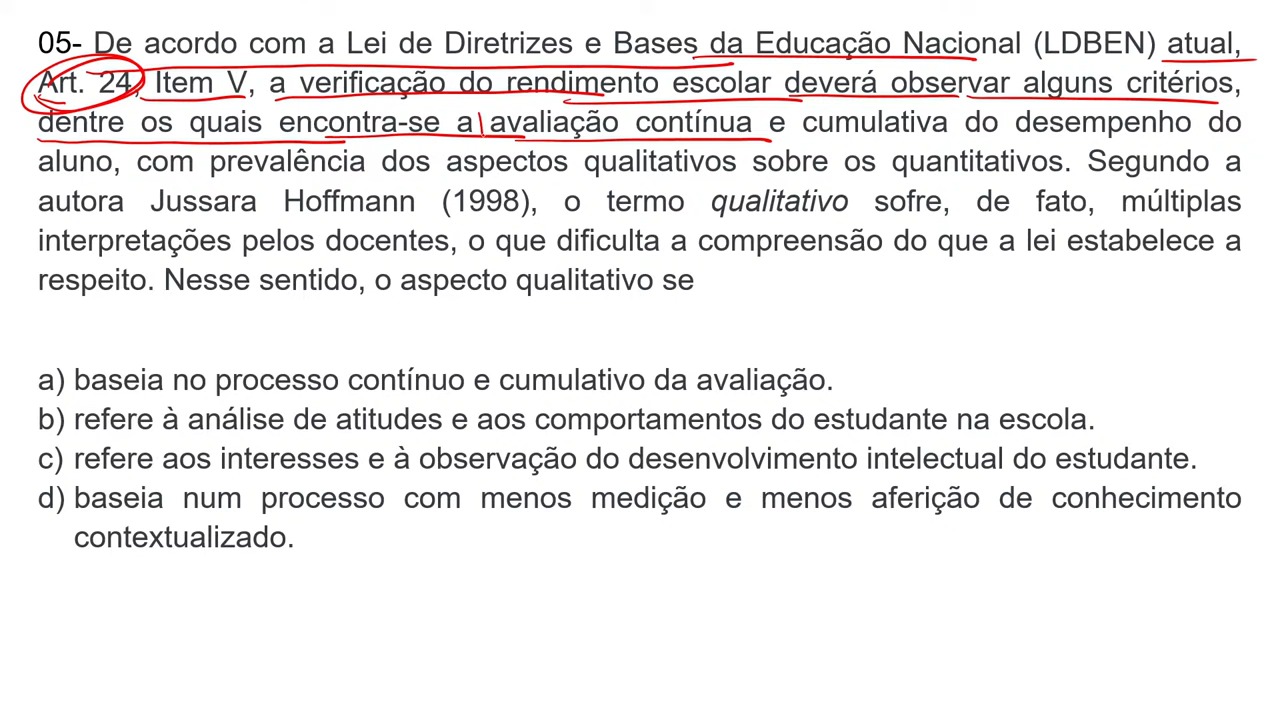 05- De acordo com a Lei de Diretrizes e Bases da Educação Nacional (LDBEN) atual,
Art. 24, Item V, a verificação do rendimento escolar deverá observar alguns critérios,
dentre os quais encontra-se a avaliação contínua e cumulativa do desempenho do
aluno, com prevalência dos aspectos qualitativos sobre os quantitativos. Segundo a
autora Jussara Hoffmann (1998), o termo qualitativo sofre, de fato, múltiplas
interpretações pelos docentes, o que dificulta a compreensão do que a lei estabelece a
respeito. Nesse sentido, o aspecto qualitativo se
a) baseia no processo contínuo e cumulativo da avaliação.
b) refere à análise de atitudes e aos comportamentos do estudante na escola.
c) refere aos interesses e à observação do desenvolvimento intelectual do estudante.
d) baseia num processo com menos medição e menos aferição de conhecimento
contextualizado.